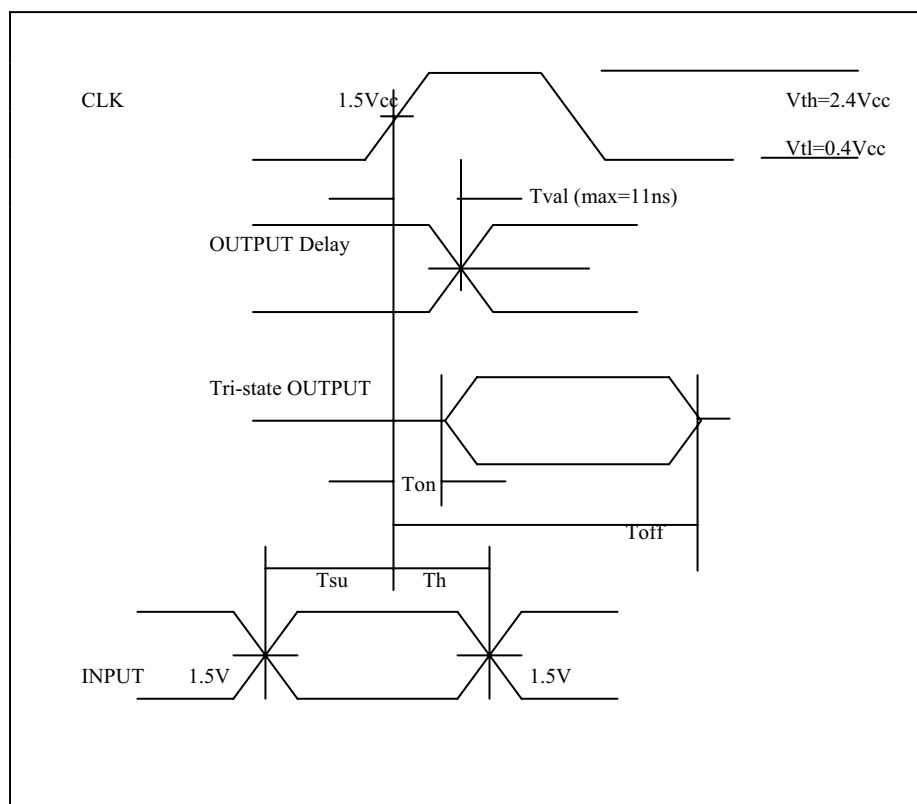 CLK 1.5Vcc Vth=2.4Vcc
Vtl=0.4Vcc
Tval (max=11ns)
OUTPUT Delay
Tri-state OUTPUT
Ton
Toff
Tsu Th
INPUT 1.5V 1.5V